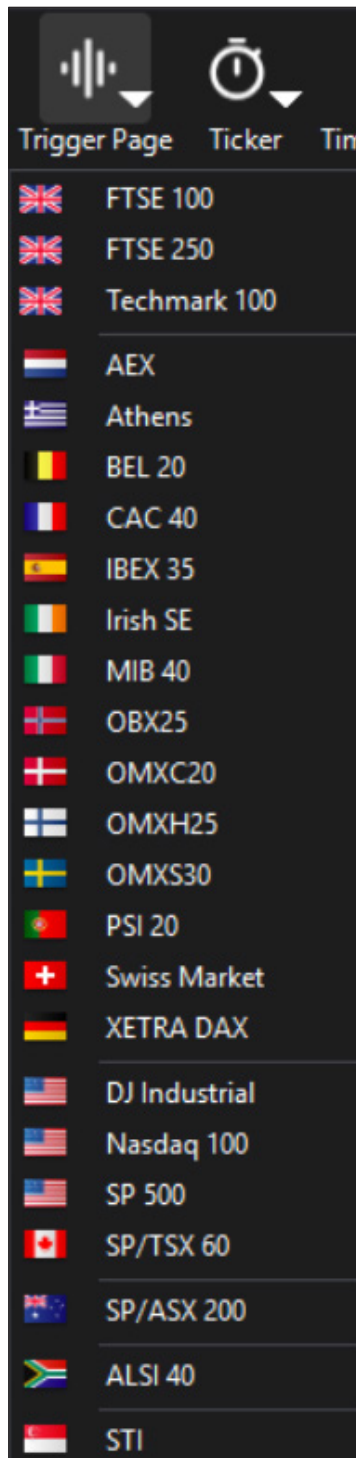 Trigger Page Ticker
FTSE 100
FTSE 250
Techmark 100
AEX
Athens
BEL 20
CAC 40
IBEX 35
Irish SE
MIB 40
OBX25
OMXC20
OMXH25
OMXS30
PSI 20
Swiss Market
XETRA DAX
DJ Industrial
Nasdaq 100
SP 500
SP/TSX 60
SP/ASX 200
ALSI 40
STI